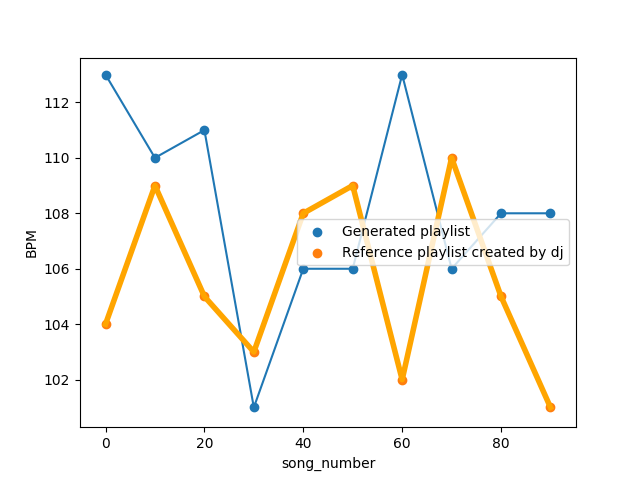 112
110
108
106
104
102
BPM
Generated playlist
Reference playlist created by dj
0
20
40
60
80
song_number